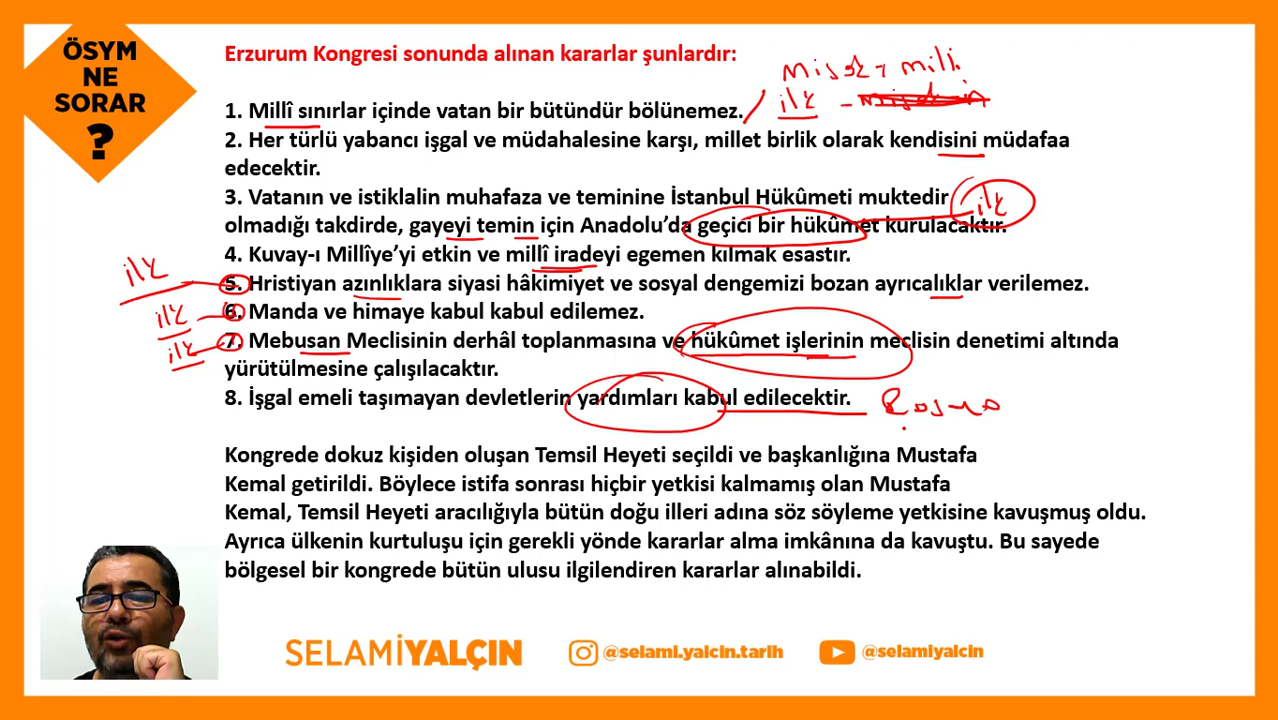 ÖSYM
NE
SORAR
?
Erzurum Kongresi sonunda alınan kararlar şunlardır:
Misak-ı milli
1. Millî sınırlar içinde vatan bir bütündür bölünemez.
ilk -
2. Her türlü yabancı işgal ve müdahalesine karşı, millet birlik olarak kendisini müdafaa
edecektir.
3. Vatanın ve istiklalin muhafaza ve teminine İstanbul Hükûmeti muktedir
ilk
olmadığı takdirde, gayeyi temin için Anadolu’da geçici bir hükûmet kurulacaktır.
4. Kuvay-ı Millîye’yi etkin ve millî iradeyi egemen kılmak esastır.
ilk
5. Hristiyan azınlıklara siyasi hâkimiyet ve sosyal dengemizi bozan ayrıcalıklar verilemez.
ilk
6. Manda ve himaye kabul kabul edilemez.
ilk
7. Mebusan Meclisinin derhâl toplanmasına ve hükûmet işlerinin meclisin denetimi altında
yürütülmesine çalışılacaktır.
8. İşgal emeli taşımayan devletlerin yardımları kabul edilecektir.
Kongrede dokuz kişiden oluşan Temsil Heyeti seçildi ve başkanlığına Mustafa
Kemal getirildi. Böylece istifa sonrası hiçbir yetkisi kalmamış olan Mustafa
Kemal, Temsil Heyeti aracılığıyla bütün doğu illeri adına söz söyleme yetkisine kavuşmuş oldu.
Ayrıca ülkenin kurtuluşu için gerekli yönde kararlar alma imkânına da kavuştu. Bu sayede
bölgesel bir kongrede bütün ulusu ilgilendiren kararlar alınabildi.
SELAMİYALÇIN
@selami.yalcin.tarih
@selamiyalcin